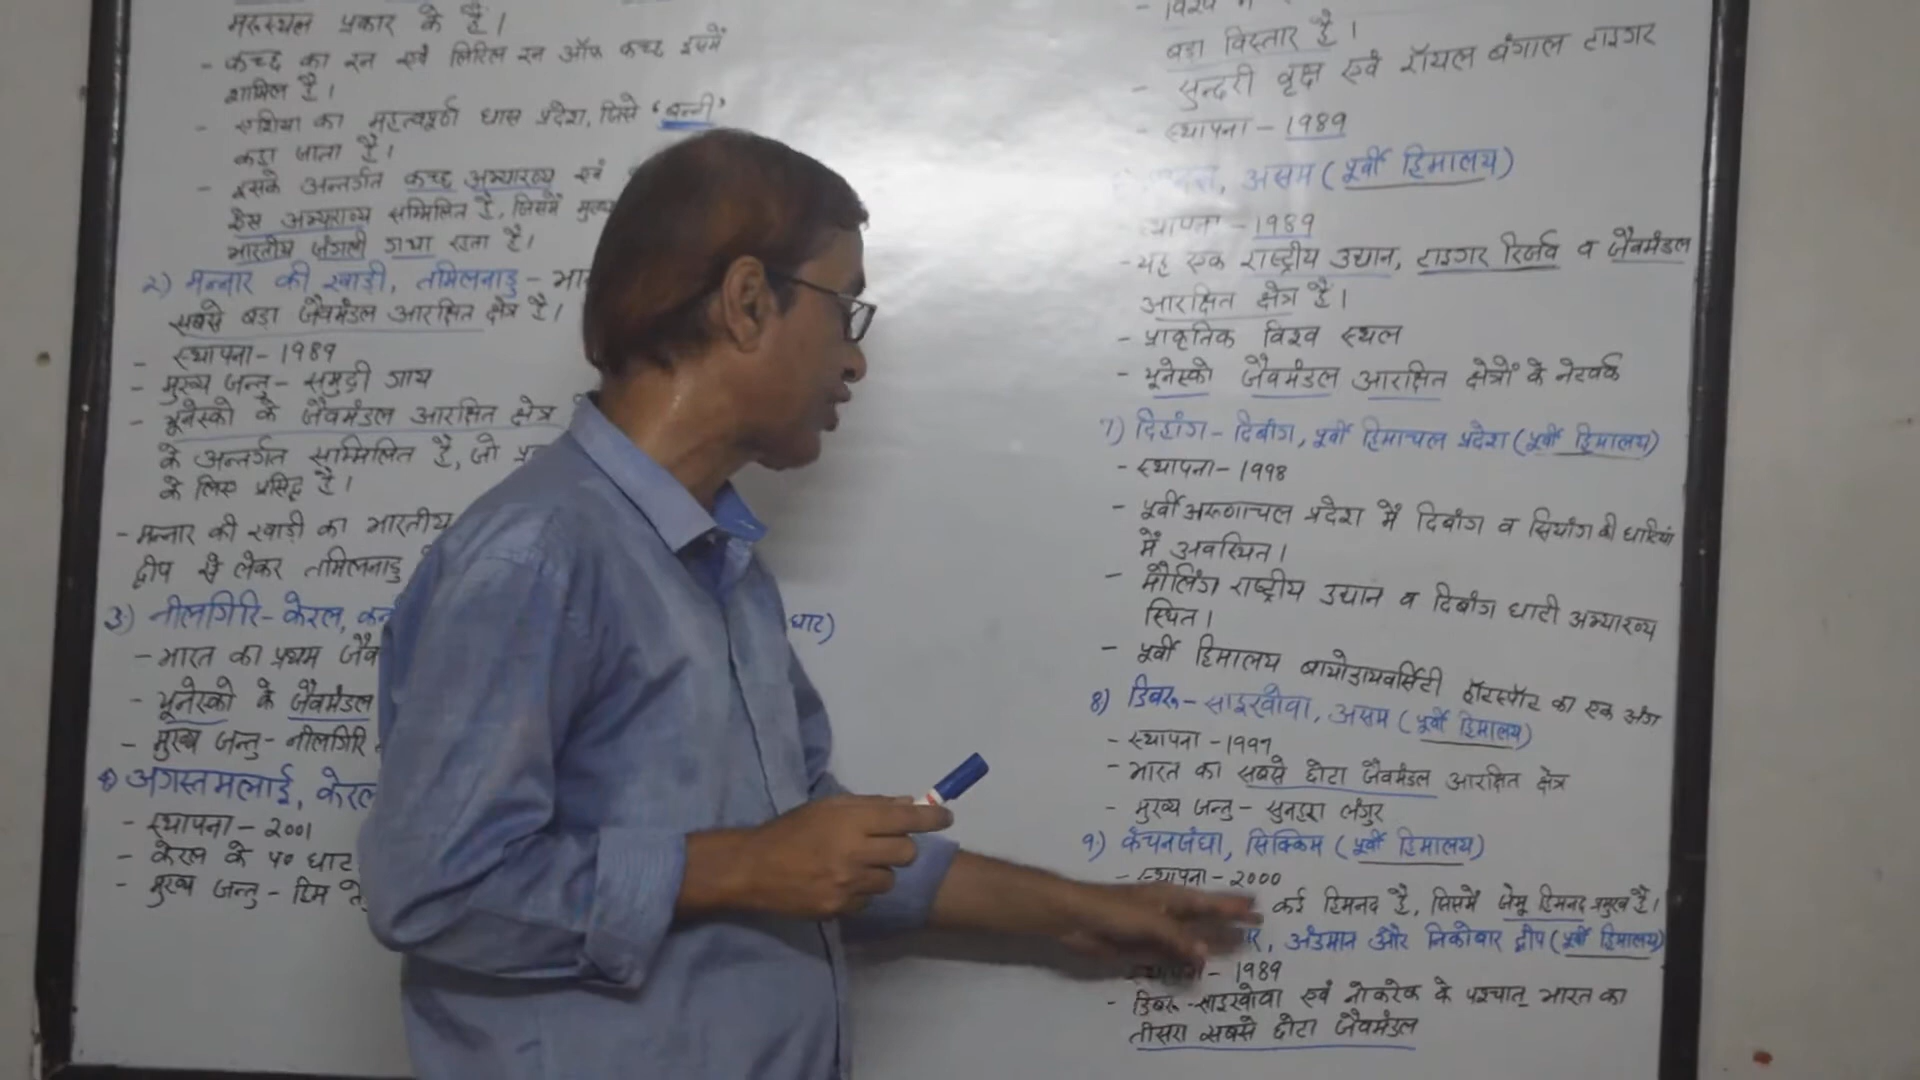 मरुस्थल प्रकार के हैं।
- कच्छ का रन एवं लिटिल रन ऑफ कच्छ इसमें
शामिल है।
- एशिया का महत्वपूर्ण घास प्रदेश, जिसे 'बन्नी'
कहा जाता है।
- इसके अन्तर्गत कच्छ अभ्यारण्य एवं
अभ्यारण्य सम्मिलित है, जिसमें मुख्य
भारतीय जंगली गधा रहता है।
2) मन्नार की खाड़ी, तमिलनाडु -
सबसे बड़ा जैवमंडल आरक्षित क्षेत्र है।
- स्थापना - 1989
- मुख्य जन्तु - समुद्री गाय
- यूनेस्को के जैवमंडल आरक्षित क्षेत्र
के अन्तर्गत सम्मिलित है, जो
के लिए प्रसिद्ध है।
- मन्नार की खाड़ी का भारतीय
द्वीप से लेकर तमिलनाडु
3) नीलगिरि - केरल, घाट)
- भारत का प्रथम
- यूनेस्को के जैवमंडल
- मुख्य जन्तु - नीलगिरि
अगस्तमलाई, केरल
- स्थापना - 2001
- केरल के प० घाट
- मुख्य जन्तु -
बड़ा विस्तार है।
- सुन्दरी वृक्ष एवं रॉयल बंगाल टाइगर
- स्थापना - 1989
असम (पूर्वी हिमालय)
स्थापना - 1989
- यह एक राष्ट्रीय उद्यान, टाइगर रिर्जव व जैवमंडल
आरक्षित क्षेत्र है।
- प्राकृतिक विश्व स्थल
- यूनेस्को जैवमंडल आरक्षित क्षेत्रों के नेटवर्क
7) दिहांग - दिबांग, पूर्वी हिमाचल प्रदेश (पूर्वी हिमालय)
- स्थापना - 1998
- पूर्वी अरुणाचल प्रदेश में दिबांग व सियांग की घाटियां
में अवस्थित।
- मौलिंग राष्ट्रीय उद्यान व दिबांग घाटी अभ्यारण्य
स्थित।
- पूर्वी हिमालय बायोडायवर्सिटी हॉटस्पॉट का एक अंग
8) डिबरू - साइखोवा, असम (पूर्वी हिमालय)
- स्थापना - 1997
- भारत का सबसे छोटा जैवमंडल आरक्षित क्षेत्र
- मुख्य जन्तु - सुनहरा लंगुर
9) कंचनजंघा, सिक्किम (पूर्वी हिमालय)
- स्थापना - 2000
कई हिमनद है, जिसमें जेमू हिमनद प्रमुख है।
अंडमान और निकोबार द्वीप (पूर्वी हिमालय)
स्थापना - 1989
- डिबरू - साइखोवा एवं नोकरेक के पश्चात् भारत का
तीसरा सबसे छोटा जैवमंडल